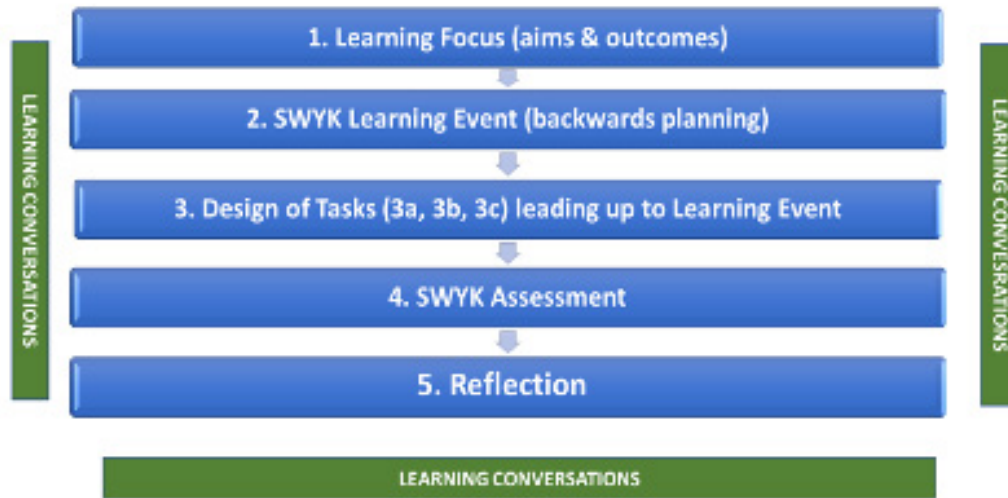 1. Learning Focus (aims & outcomes)
2. SWYK Learning Event (backwards planning)
3. Design of Tasks (3a, 3b, 3c) leading up to Learning Event
4. SWYK Assessment
5. Reflection
LEARNING CONVERSATIONS
LEARNING CONVESRATIONS
LEARNING CONVERSATIONS